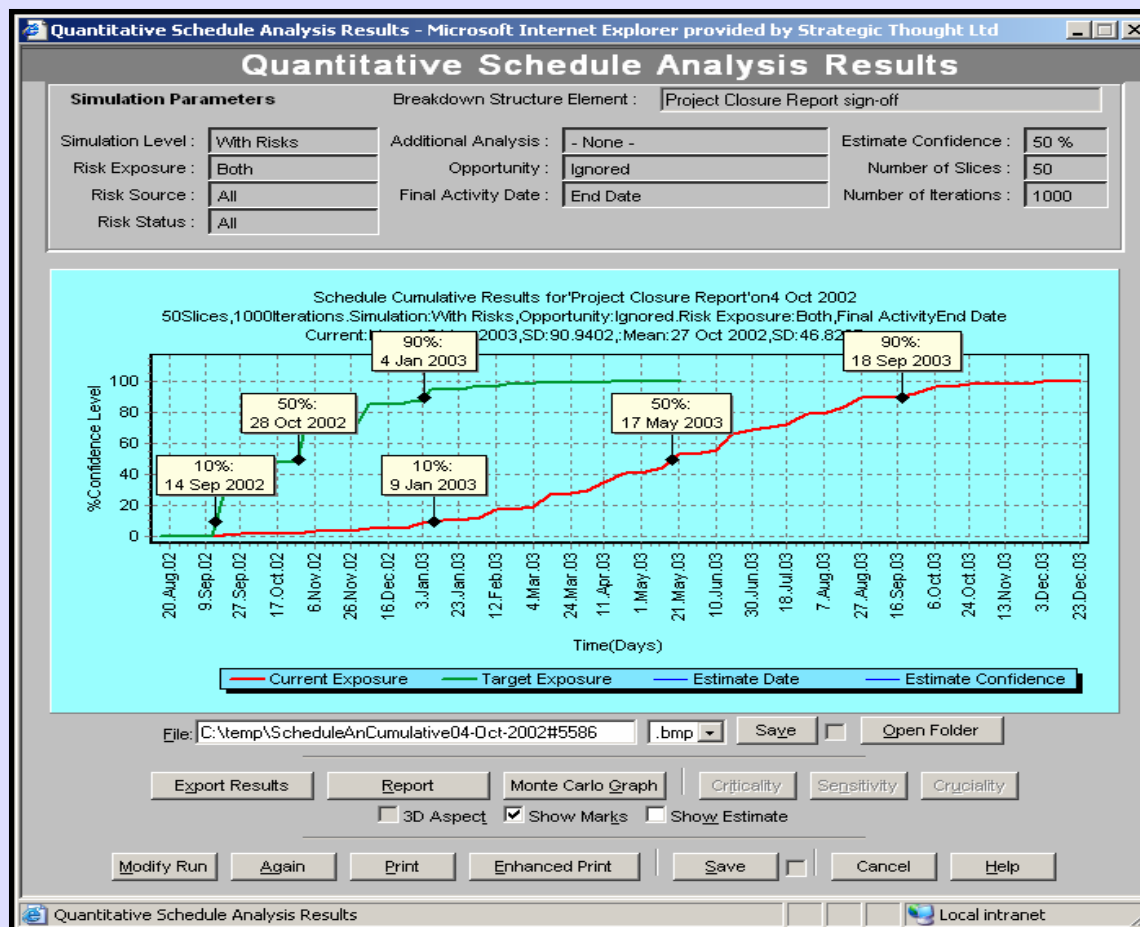 Quantitative Schedule Analysis Results - Microsoft Internet Explorer provided by Strategic Thought Ltd
Quantitative Schedule Analysis Results
Simulation Parameters
Breakdown Structure Element : Project Closure Report sign-off
Simulation Level : With Risks
Additional Analysis : - None -
Estimate Confidence : 50 %
Risk Exposure : Both
Opportunity : Ignored
Number of Slices : 50
Risk Source : All
Final Activity Date : End Date
Number of Iterations : 1000
Risk Status : All
Schedule Cumulative Results for'Project Closure Report'on4 Oct 2002
50Slices,1000Iterations.Simulation:With Risks,Opportunity:Ignored.Risk Exposure:Both,Final ActivityEnd Date
Current: 2003,SD:90.9402,:Mean:27 Oct 2002,SD:46.82
90%:
4 Jan 2003
90%:
18 Sep 2003
50%:
28 Oct 2002
50%:
17 May 2003
10%:
14 Sep 2002
10%:
9 Jan 2003
%Confidence Level
100
80
60
40
20
0
20.Aug.02
9.Sep.02
27.Sep.02
17.Oct.02
6.Nov.02
26.Nov.02
16.Dec.02
3.Jan.03
23.Jan.03
12.Feb.03
4.Mar.03
24.Mar.03
11.Apr.03
1.May.03
21.May.03
10.Jun.03
30.Jun.03
18.Jul.03
7.Aug.03
27.Aug.03
16.Sep.03
6.Oct.03
24.Oct.03
13.Nov.03
3.Dec.03
23.Dec.03
Time(Days)
Current Exposure
Target Exposure
Estimate Date
Estimate Confidence
File: C:\temp\ScheduleAnCumulative04-Oct-2002#5586 .bmp Save Open Folder
Export Results Report Monte Carlo Graph Criticality Sensitivity Cruciality
3D Aspect Show Marks Show Estimate
Modify Run Again Print Enhanced Print Save Cancel Help
Quantitative Schedule Analysis Results
Local intranet